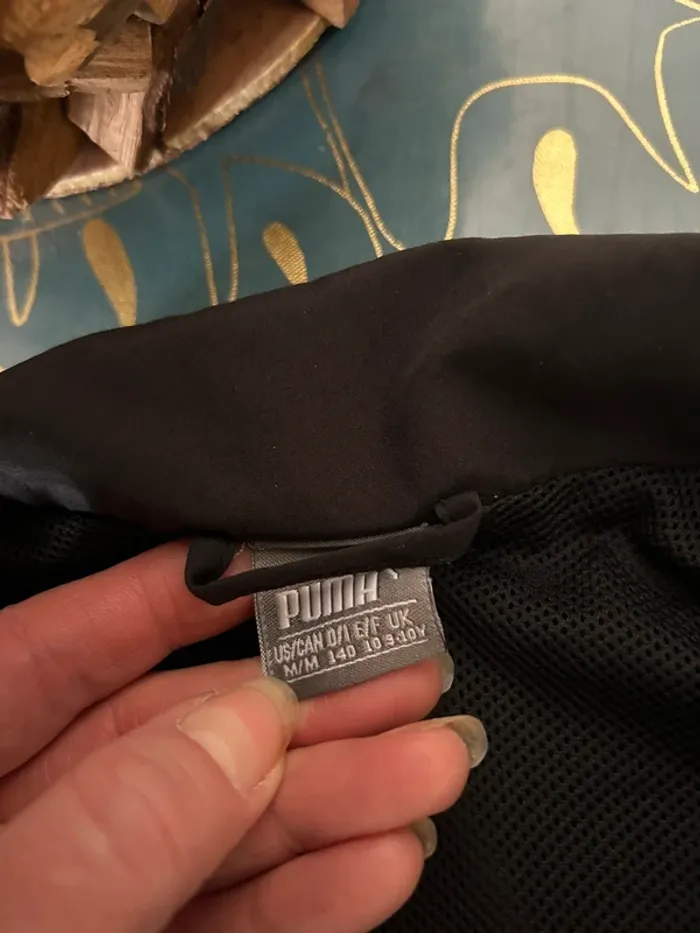 PUMA
US/CAN D/I E/F UK
M/M 140 10 9-10Y